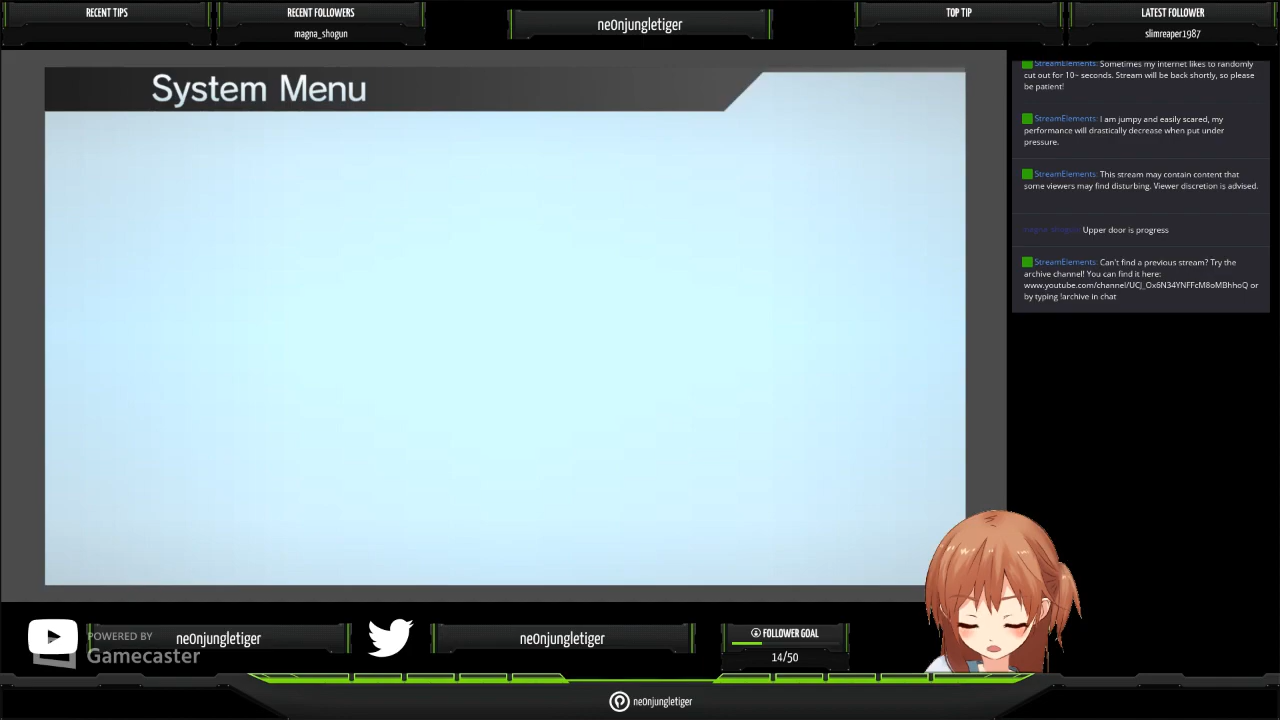 RECENT TIPS
RECENT FOLLOWERS
magna_shogun
ne0njungletiger
TOP TIP
LATEST FOLLOWER
slimreaper1987
System Menu
StreamElements: Sometimes my internet likes to randomly
cut out for 10~ seconds. Stream will be back shortly, so please
be patient!
StreamElements: I am jumpy and easily scared, my
performance will drastically decrease when put under
pressure.
StreamElements: This stream may contain content that
some viewers may find disturbing. Viewer discretion is advised.
magna_shogun: Upper door is progress
StreamElements: Can't find a previous stream? Try the
archive channel! You can find it here:
www.youtube.com/channel/UCJ_Ox6N34YNFFcM8oMBhhoQ or
by typing !archive in chat
POWERED BY
Gamecaster
ne0njungletiger
ne0njungletiger
FOLLOWER GOAL
14/50
ne0njungletiger